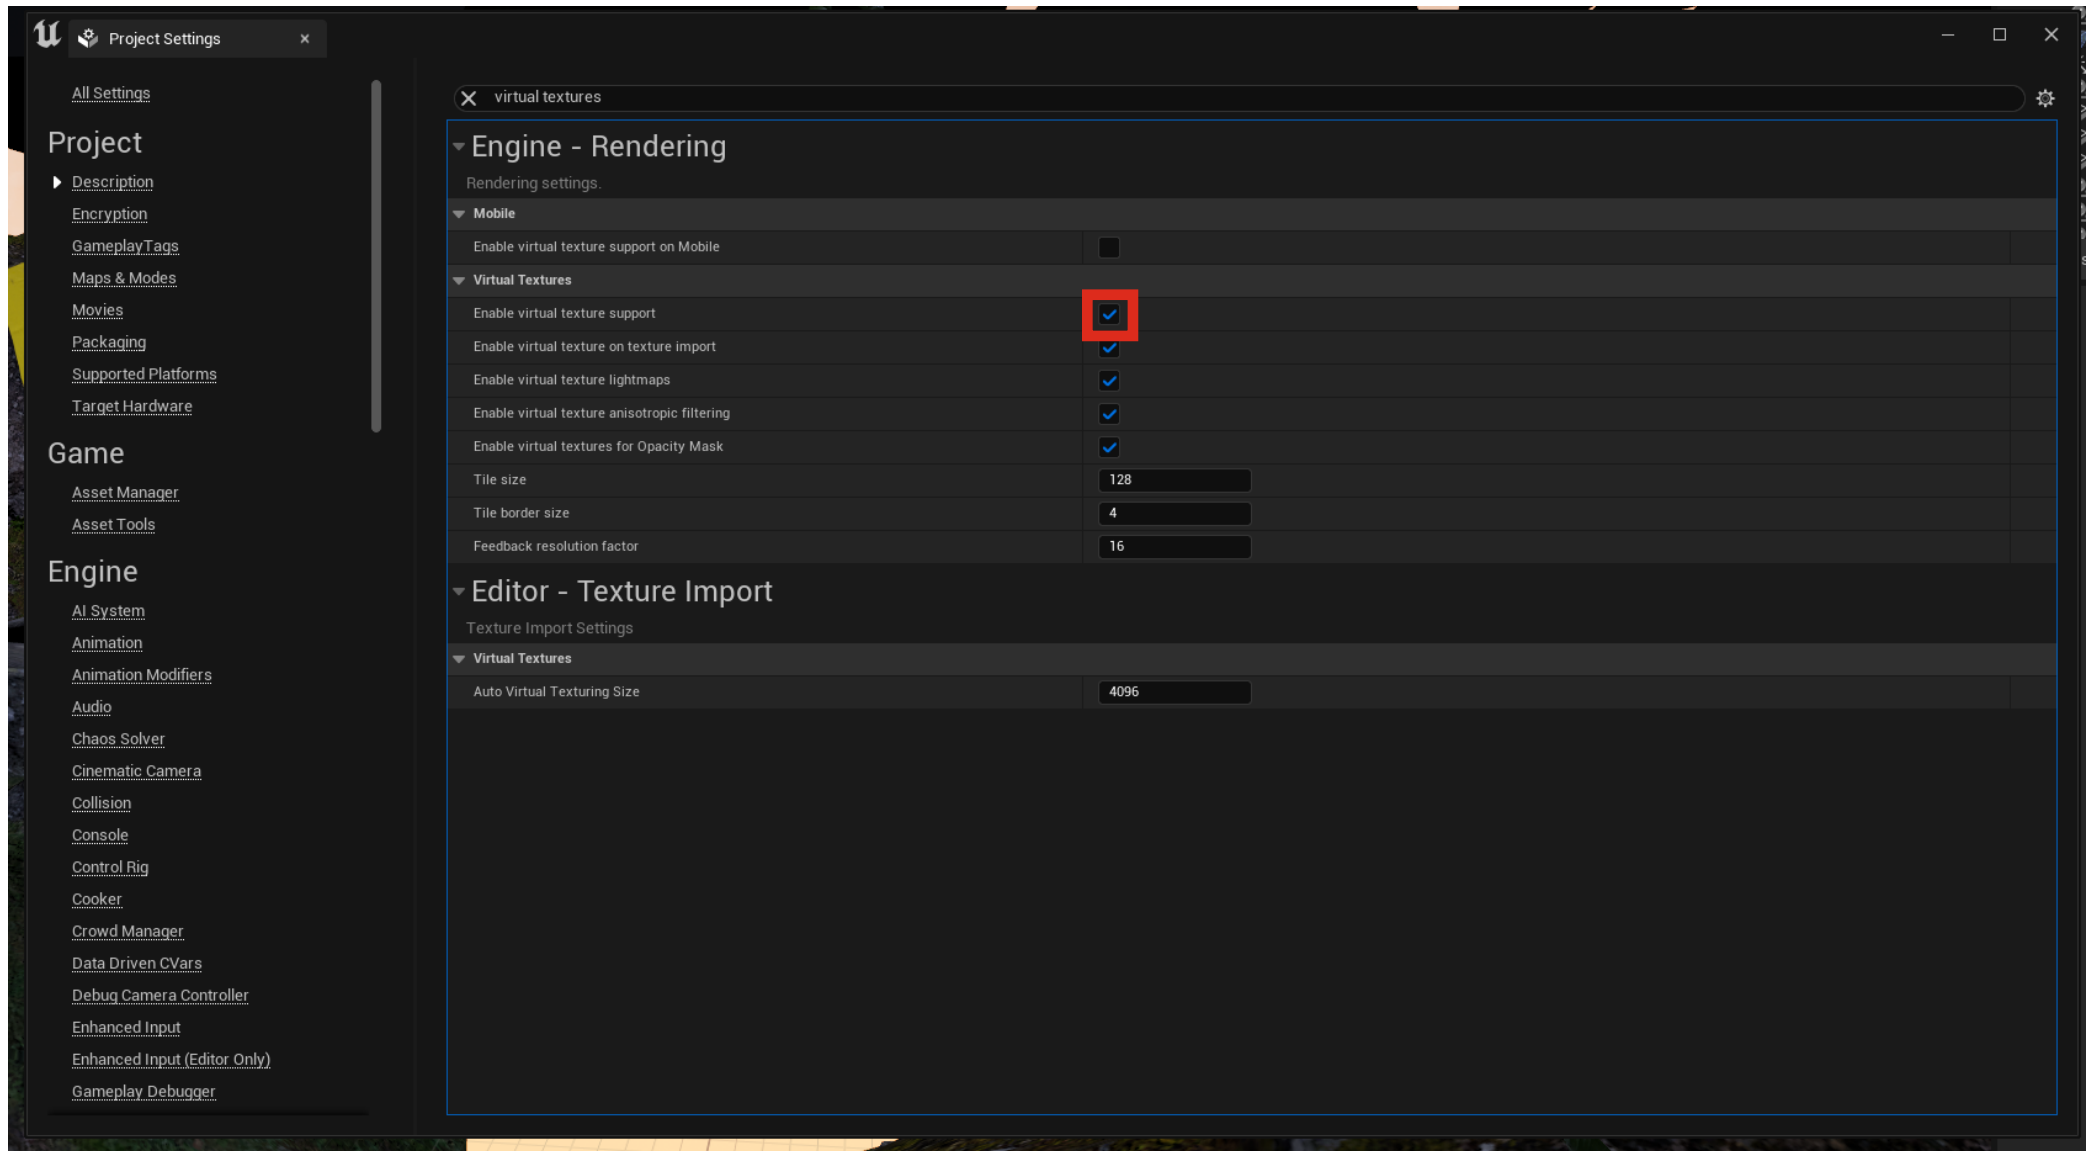 Project Settings
All Settings
Project
Description
Encryption
GameplayTags
Maps & Modes
Movies
Packaging
Supported Platforms
Target Hardware
Game
Asset Manager
Asset Tools
Engine
AI System
Animation
Animation Modifiers
Audio
Chaos Solver
Cinematic Camera
Collision
Console
Control Rig
Cooker
Crowd Manager
Data Driven CVars
Debug Camera Controller
Enhanced Input
Enhanced Input (Editor Only)
Gameplay Debugger
virtual textures
Engine - Rendering
Rendering settings.
Mobile
Enable virtual texture support on Mobile
Virtual Textures
Enable virtual texture support
Enable virtual texture on texture import
Enable virtual texture lightmaps
Enable virtual texture anisotropic filtering
Enable virtual textures for Opacity Mask
Tile size 128
Tile border size 4
Feedback resolution factor 16
Editor - Texture Import
Texture Import Settings
Virtual Textures
Auto Virtual Texturing Size 4096